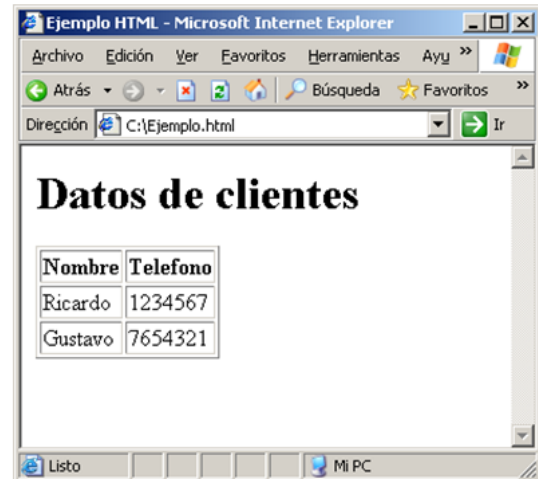 Ejemplo HTML - Microsoft Internet Explorer
Archivo Edición Ver Favoritos Herramientas Ayu »
Atrás Búsqueda Favoritos »
Dirección C:\Ejemplo.html Ir
Datos de clientes
Nombre Telefono
Ricardo 1234567
Gustavo 7654321
Listo Mi PC